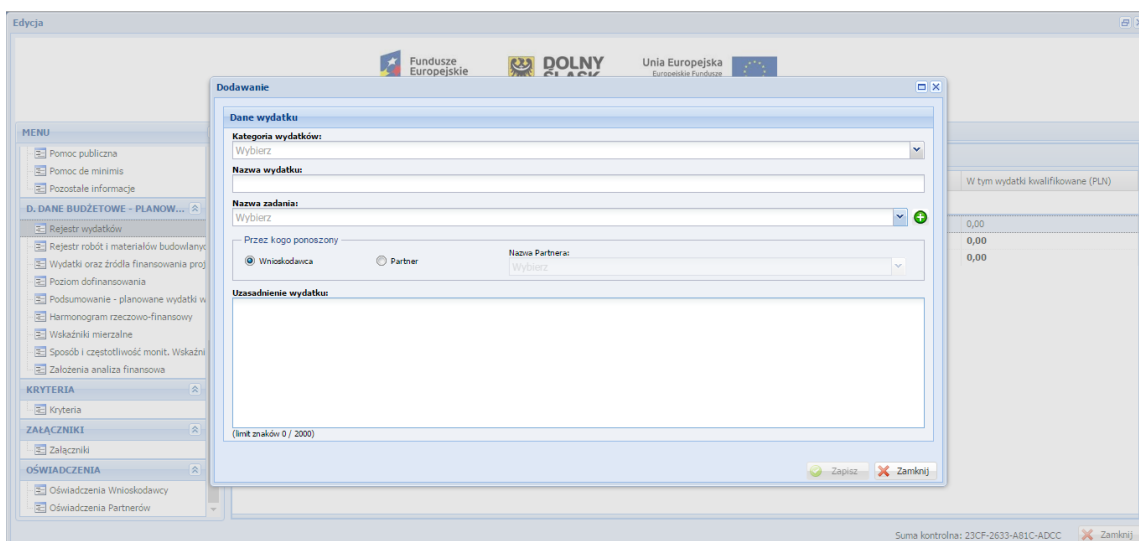 Edycja
Fundusze
Europejskie
DOLNY
ŚLĄSK
Unia Europejska
Europejskie Fundusze
Dodawanie
Dane wydatku
Kategoria wydatków:
Wybierz
Nazwa wydatku:
Nazwa zadania:
Wybierz
Przez kogo ponoszony
Wnioskodawca
Partner
Nazwa Partnera:
Wybierz
Uzasadnienie wydatku:
(limit znaków 0 / 2000)
Zapisz
Zamknij
MENU
Pomoc publiczna
Pomoc de minimis
Pozostałe informacje
D. DANE BUDŻETOWE - PLANOW...
Rejestr wydatków
Rejestr robót i materiałów budowlany
Wydatki oraz źródła finansowania proj
Poziom dofinansowania
Podsumowanie - planowane wydatki w
Harmonogram rzeczowo-finansowy
Wskaźniki mierzalne
Sposób i częstotliwość monit. Wskaźni
Założenia analiza finansowa
KRYTERIA
Kryteria
ZAŁĄCZNIKI
Załączniki
OŚWIADCZENIA
Oświadczenia Wnioskodawcy
Oświadczenia Partnerów
W tym wydatki kwalifikowane (PLN)
0,00
0,00
0,00
Suma kontrolna: 23CF-2633-A81C-ADCC
Zamknij